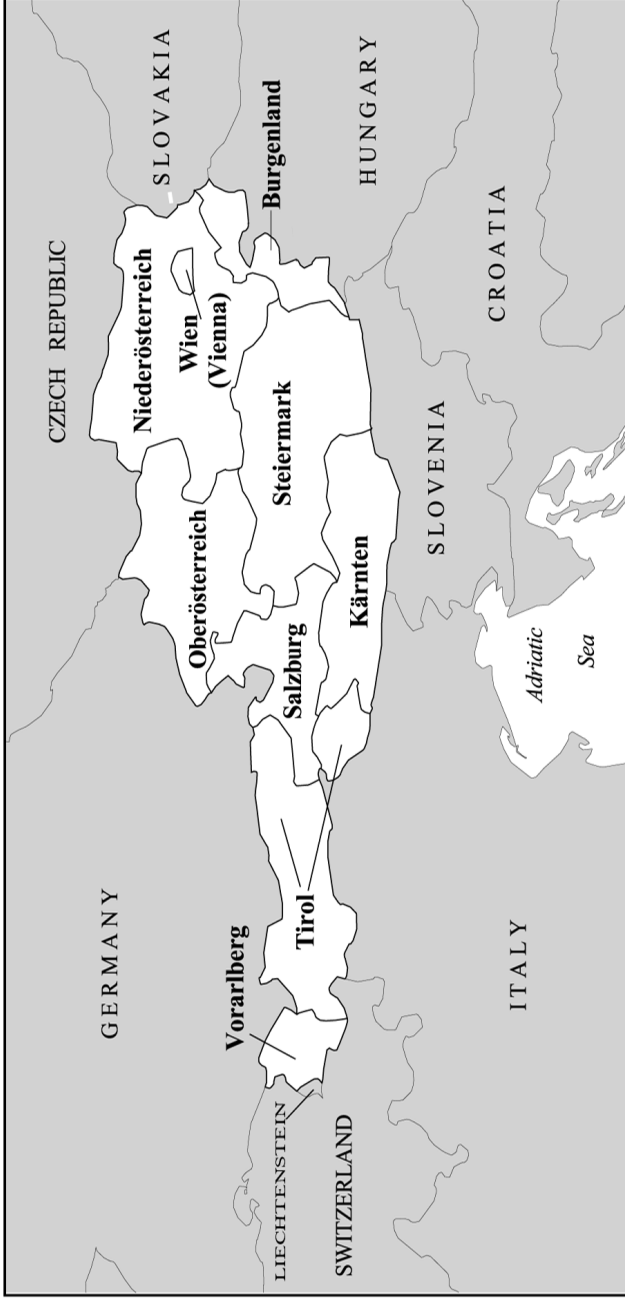 CZECH REPUBLIC
SLOVAKIA
GERMANY
Niederösterreich
Wien
(Vienna)
Oberösterreich
Burgenland
HUNGARY
Vorarlberg
Salzburg
Steiermark
Tirol
Kärnten
LIECHTENSTEIN
SWITZERLAND
SLOVENIA
CROATIA
ITALY
Adriatic
Sea